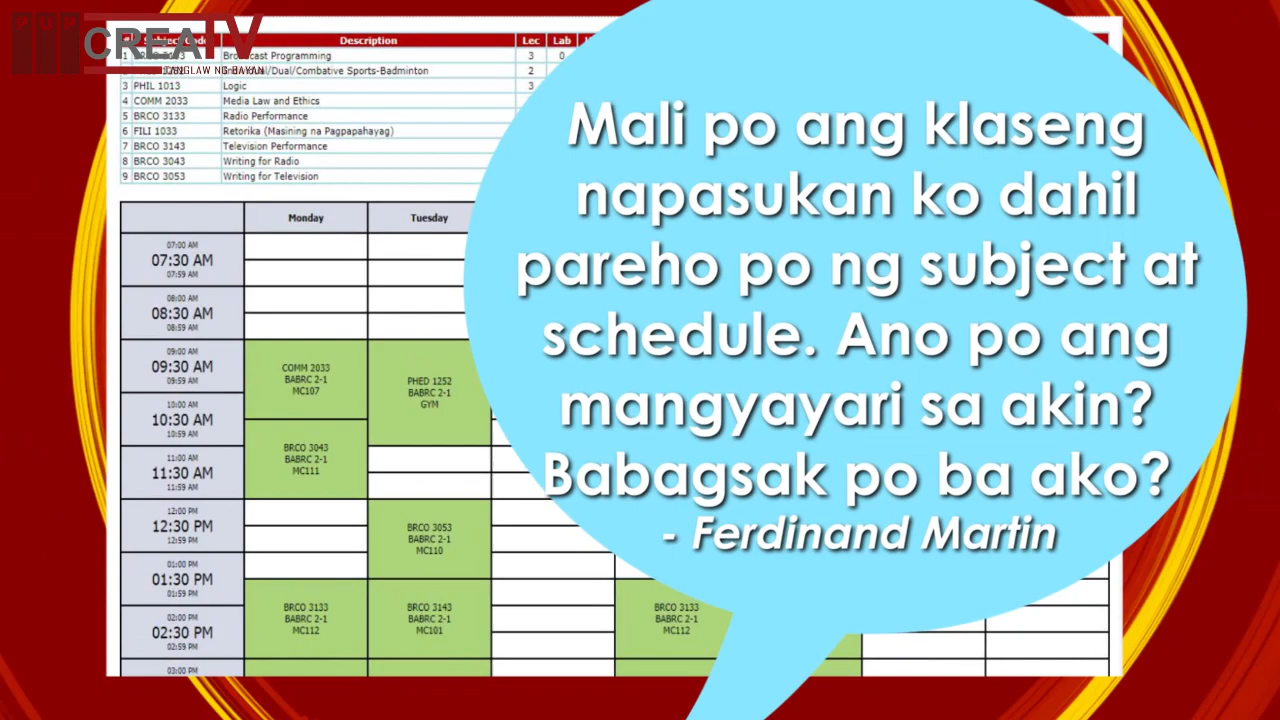 CREATV
TANGLAW NG BAYAN
Description Lec Lab
1 Broadcast Programming 3 0
2 /Dual/Combative Sports-Badminton 2
3 PHIL 1013 Logic 3
4 COMM 2033 Media Law and Ethics
5 BRCO 3133 Radio Performance
6 FILI 1033 Retorika (Masining na Pagpapahayag)
7 BRCO 3143 Television Performance
8 BRCO 3043 Writing for Radio
9 BRCO 3053 Writing for Television
Mali po ang klaseng
napasukan ko dahil
pareho po ng subject at
schedule. Ano po ang
mangyayari sa akin?
Babagsak po ba ako?
- Ferdinand Martin
Monday Tuesday
07:00 AM
07:30 AM
07:59 AM
08:00 AM
08:30 AM
08:59 AM
09:00 AM
09:30 AM
09:59 AM
10:00 AM
10:30 AM
10:59 AM
11:00 AM
11:30 AM
11:59 AM
12:00 PM
12:30 PM
12:59 PM
01:00 PM
01:30 PM
01:59 PM
02:00 PM
02:30 PM
02:59 PM
03:00 PM
COMM 2033
BABRC 2-1
MC107
BRCO 3043
BABRC 2-1
MC111
BRCO 3133
BABRC 2-1
MC112
PHED 1252
BABRC 2-1
GYM
BRCO 3053
BABRC 2-1
MC110
BRCO 3143
BABRC 2-1
MC101
BRCO 3133
BABRC 2-1
MC112